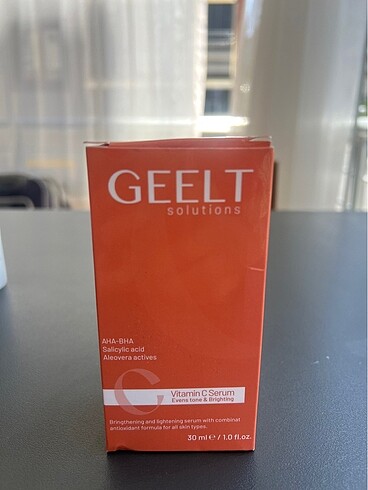 GEELT
solutions
AHA-BHA
Salicylic acid
Aleovera actives
G
Vitamin C Serum
Evens tone & Brighting
Bringthening and lightening serum with combinat
antioxidant formula for all skin types.
30 ml ℮ / 1.0 fl.oz.